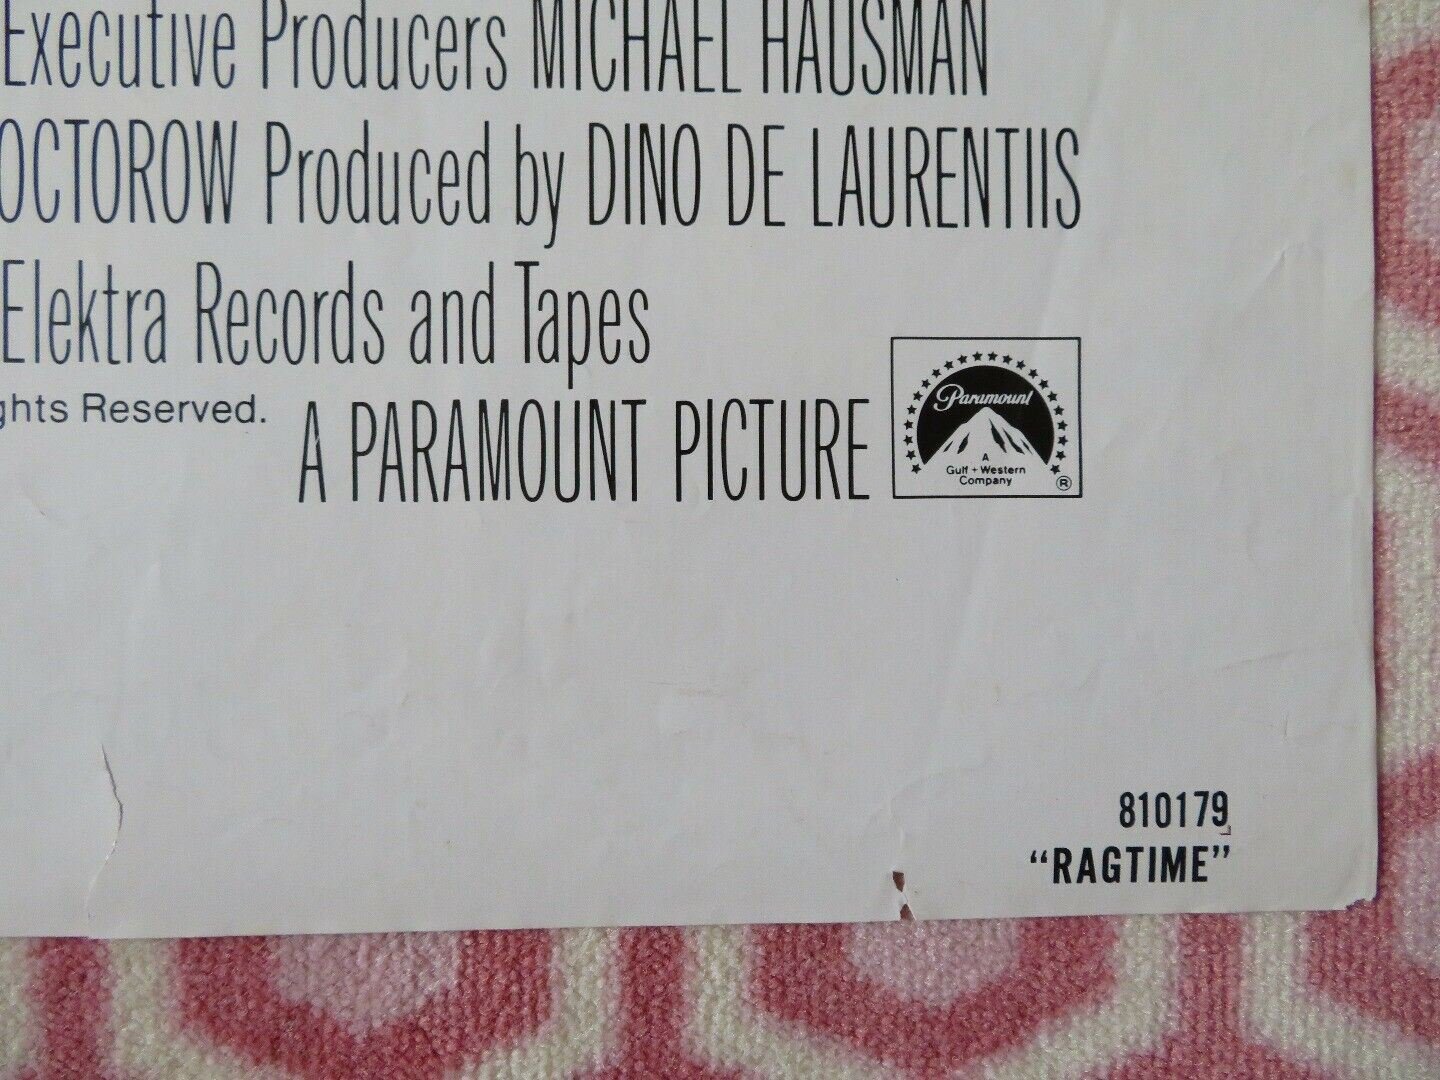 Executive Producers MICHAEL HAUSMAN
OCTOROW Produced by DINO DE LAURENTIIS
Elektra Records and Tapes
ghts Reserved.
A PARAMOUNT PICTURE
Paramount
A
Gulf + Western
Company
®
810179
"RAGTIME"